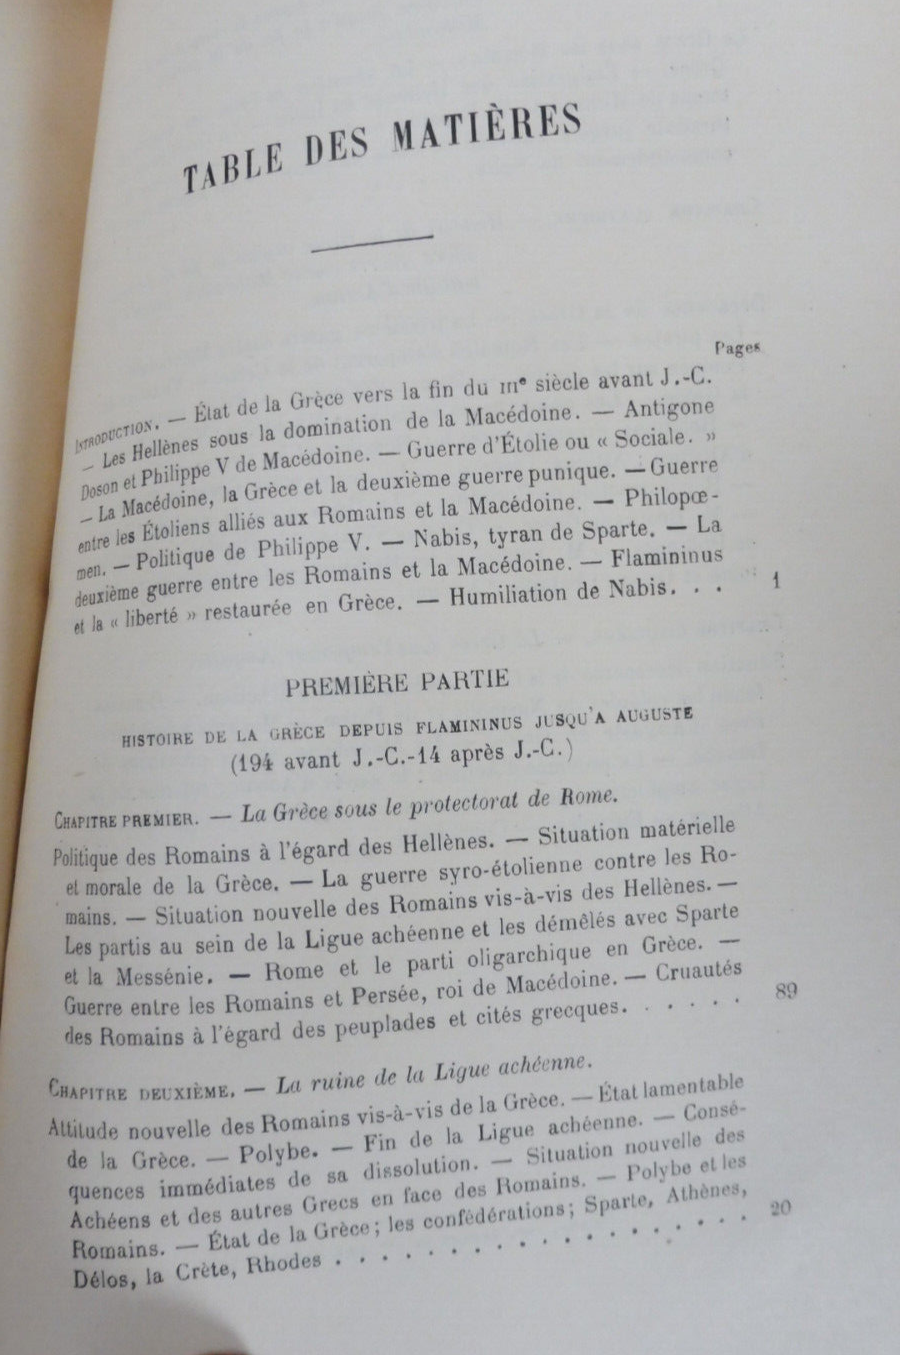 TABLE DES MATIÈRES
Pages
INTRODUCTION. — État de la Grèce vers la fin du IIIe siècle avant J.-C.
— Les Hellènes sous la domination de la Macédoine. — Antigone
Doson et Philippe V de Macédoine. — Guerre d'Étolie ou « Sociale. »
— La Macédoine, la Grèce et la deuxième guerre punique. — Guerre
entre les Étoliens alliés aux Romains et la Macédoine. — Philopœ-
men. — Politique de Philippe V. — Nabis, tyran de Sparte. — La
deuxième guerre entre les Romains et la Macédoine. — Flamininus
et la « liberté » restaurée en Grèce. — Humiliation de Nabis. . . 1
PREMIÈRE PARTIE
HISTOIRE DE LA GRÈCE DEPUIS FLAMININUS JUSQU'A AUGUSTE
(194 avant J.-C.-14 après J.-C.)
CHAPITRE PREMIER. — La Grèce sous le protectorat de Rome.
Politique des Romains à l'égard des Hellènes. — Situation matérielle
et morale de la Grèce. — La guerre syro-étolienne contre les Ro-
mains. — Situation nouvelle des Romains vis-à-vis des Hellènes. —
Les partis au sein de la Ligue achéenne et les démêlés avec Sparte
et la Messénie. — Rome et le parti oligarchique en Grèce. —
Guerre entre les Romains et Persée, roi de Macédoine. — Cruautés
des Romains à l'égard des peuplades et cités grecques. . . . . . 89
CHAPITRE DEUXIÈME. — La ruine de la Ligue achéenne.
Attitude nouvelle des Romains vis-à-vis de la Grèce. — État lamentable
de la Grèce. — Polybe. — Fin de la Ligue achéenne. — Consé-
quences immédiates de sa dissolution. — Situation nouvelle des
Achéens et des autres Grecs en face des Romains. — Polybe et les
Romains. — État de la Grèce ; les confédérations ; Sparte, Athènes,
Délos, la Crète, Rhodes . . . . . . . . . . . . . . . . . . 20